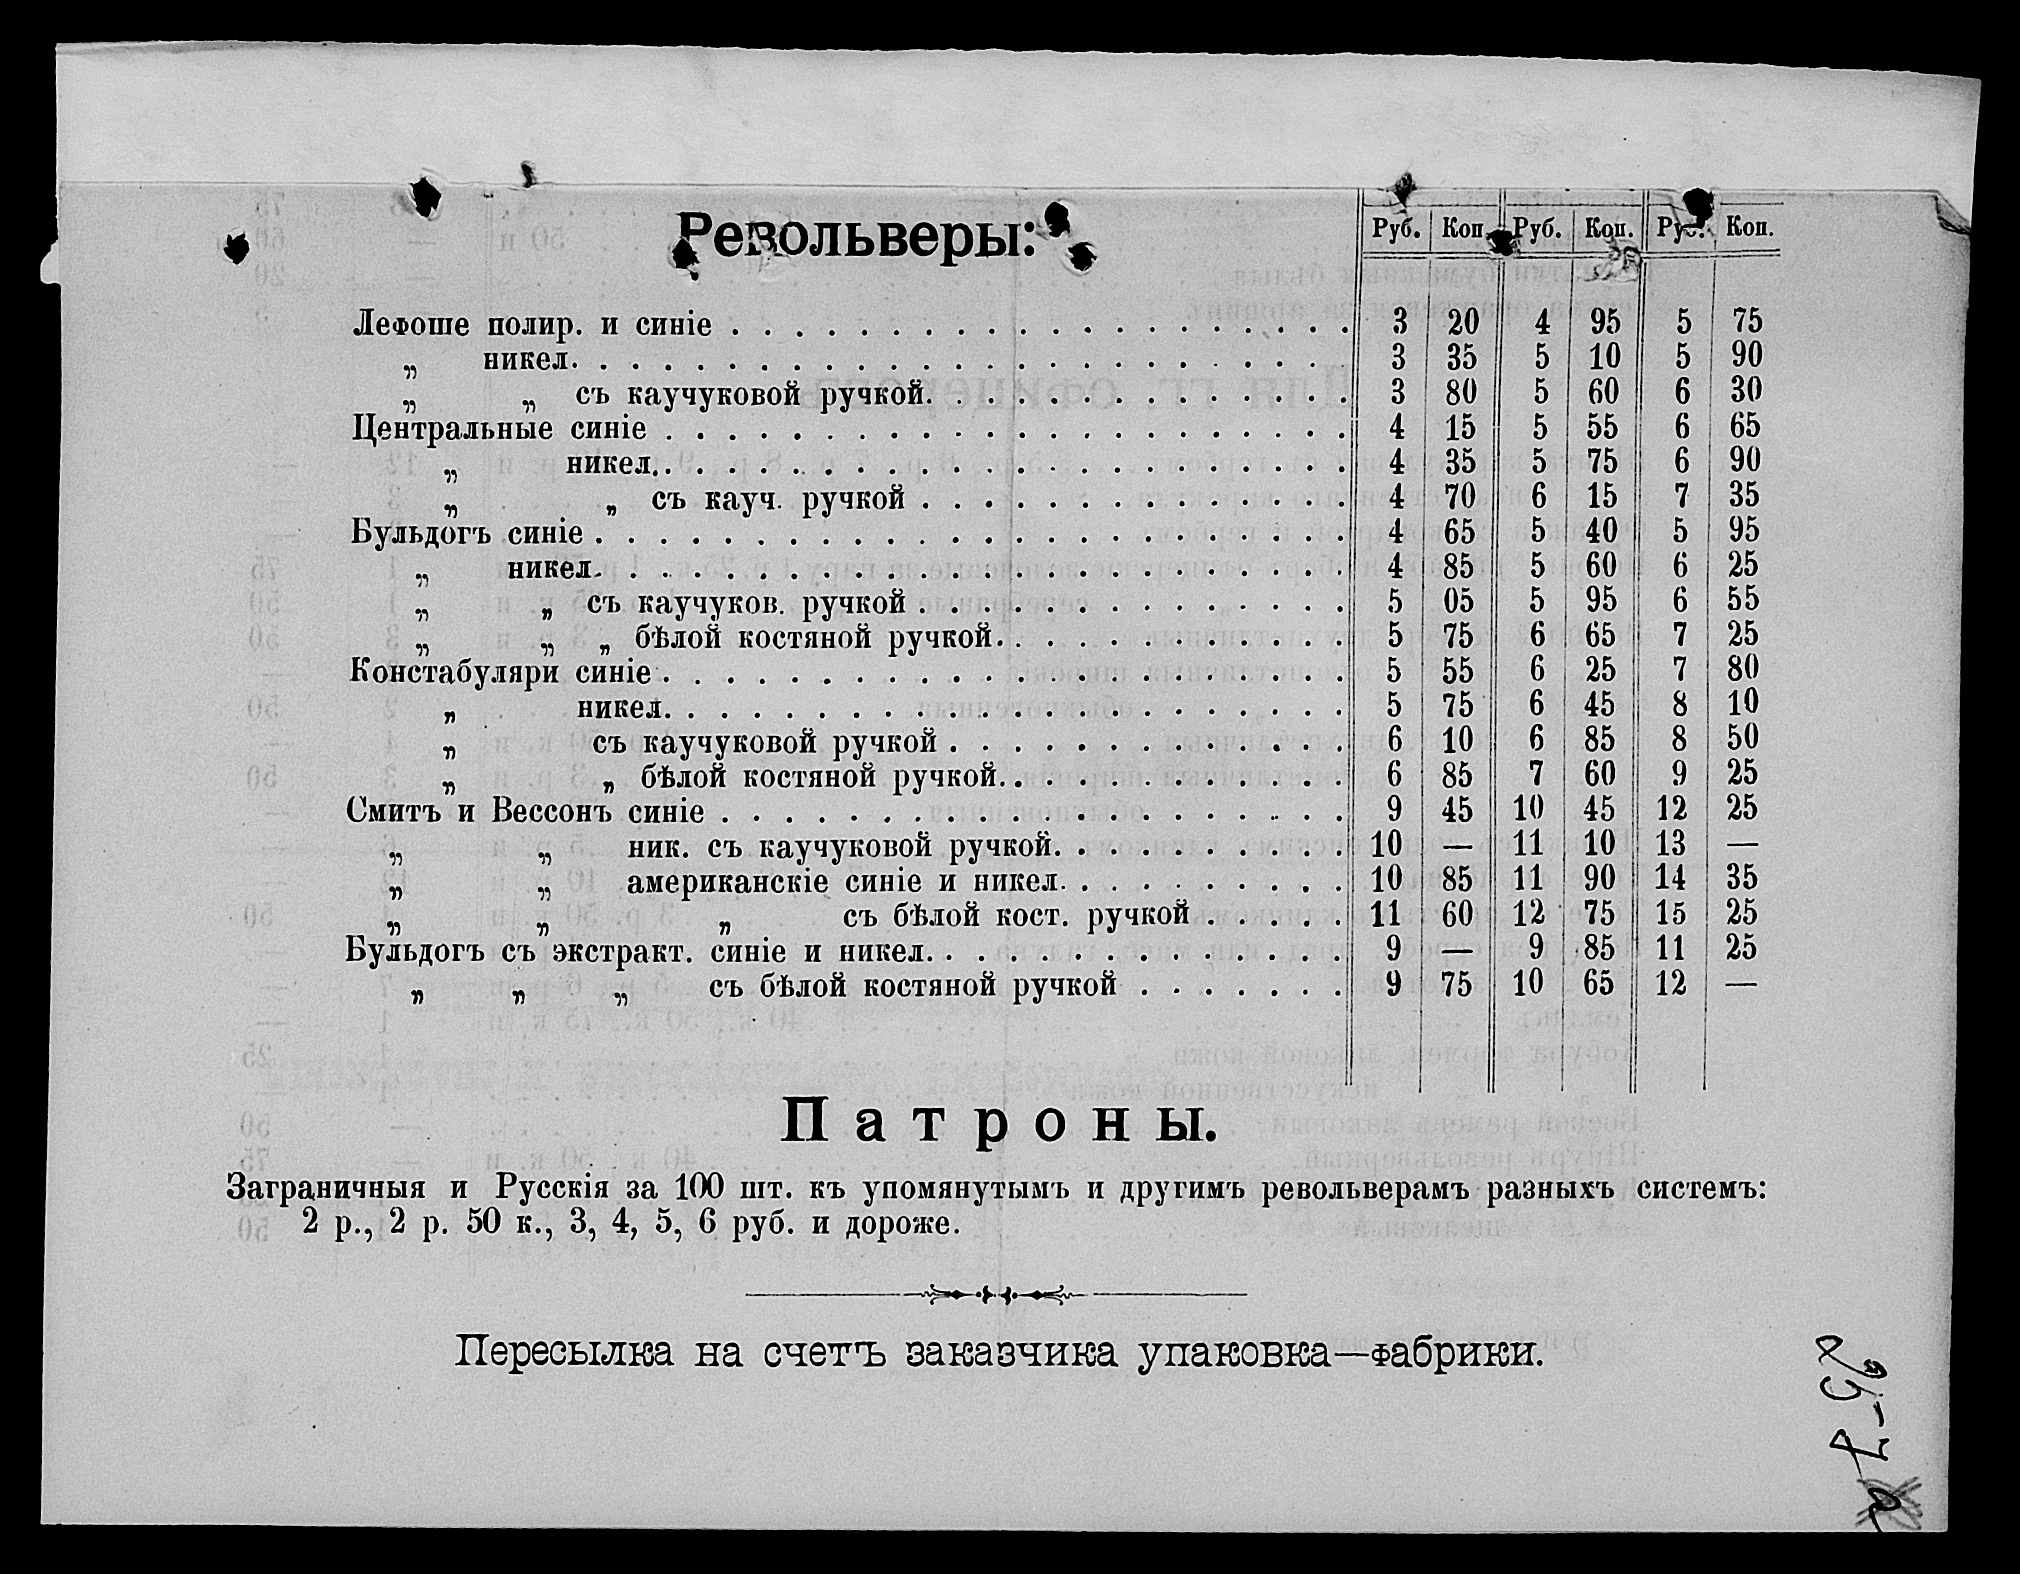 Револьверы:
Руб. Коп. Руб. Коп. Руб. Коп.
Лефоше полир. и синіе . . . . . . . . . . . . . . . . . . . . 3 20 4 95 5 75
„ никел. . . . . . . . . . . . . . . . . . . . . . . . 3 35 5 10 5 90
„ „ съ каучуковой ручкой. . . . . . . . . . . . . . 3 80 5 60 6 30
Центральные синіе . . . . . . . . . . . . . . . . . . . . . . 4 15 5 55 6 65
„ никел. . . . . . . . . . . . . . . . . . . . . . 4 35 5 75 6 90
„ „ съ кауч. ручкой . . . . . . . . . . . . . . 4 70 6 15 7 35
Бульдогъ синіе . . . . . . . . . . . . . . . . . . . . . . . . 4 65 5 40 5 95
„ никел. . . . . . . . . . . . . . . . . . . . . . . 4 85 5 60 6 25
„ „ съ каучуков. ручкой . . . . . . . . . . . . . . 5 05 5 95 6 55
„ „ „ бѣлой костяной ручкой. . . . . . . . . . . 5 75 6 65 7 25
Констабуляри синіе . . . . . . . . . . . . . . . . . . . . . . 5 55 6 25 7 80
„ никел. . . . . . . . . . . . . . . . . . . . . . 5 75 6 45 8 10
„ съ каучуковой ручкой . . . . . . . . . . . . . 6 10 6 85 8 50
„ „ бѣлой костяной ручкой. . . . . . . . . . . 6 85 7 60 9 25
Смитъ и Вессонъ синіе . . . . . . . . . . . . . . . . . . . . 9 45 10 45 12 25
„ „ ник. съ каучуковой ручкой. . . . . . . . . . 10 — 11 10 13 —
„ „ американскіе синіе и никел. . . . . . . . . . 10 85 11 90 14 35
„ „ „ съ бѣлой кост. ручкой . . . . . 11 60 12 75 15 25
Бульдогъ съ экстракт. синіе и никел. . . . . . . . . . . . . . 9 — 9 85 11 25
„ „ „ съ бѣлой костяной ручкой . . . . . . . 9 75 10 65 12 —
Патроны.
Заграничныя и Русскія за 100 шт. къ упомянутымъ и другимъ револьверамъ разныхъ системъ:
2 р., 2 р. 50 к., 3, 4, 5, 6 руб. и дороже.
Пересылка на счетъ заказчика упаковка—фабрики.